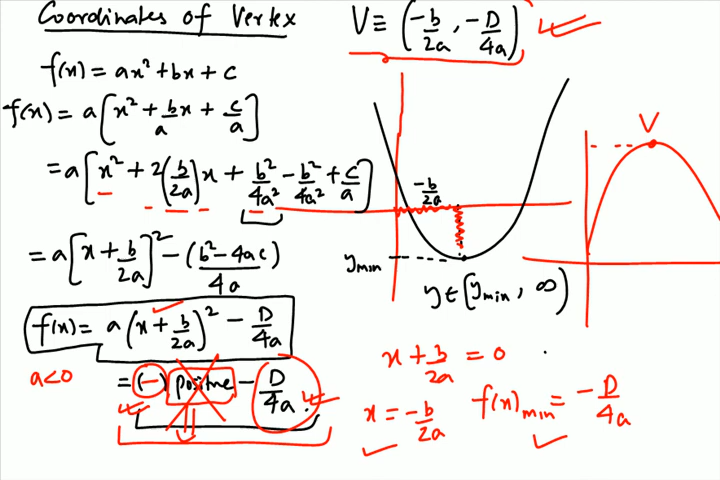 Coordinates of Vertex
V ≡ (-b/2a, -D/4a)
f(x) = ax² + bx + c
f(x) = a[x² + b/a x + c/a]
= a[x² + 2(b/2a)x + b²/4a² - b²/4a² + c/a]
= a[x + b/2a]² - (b² - 4ac)/4a
f(x) = a(x + b/2a)² - D/4a
a<0
= (-) positive - D/4a.
-b/2a
ymin
y ∈ [ymin, ∞)
V
x + b/2a = 0
x = -b/2a
f(x)min = -D/4a